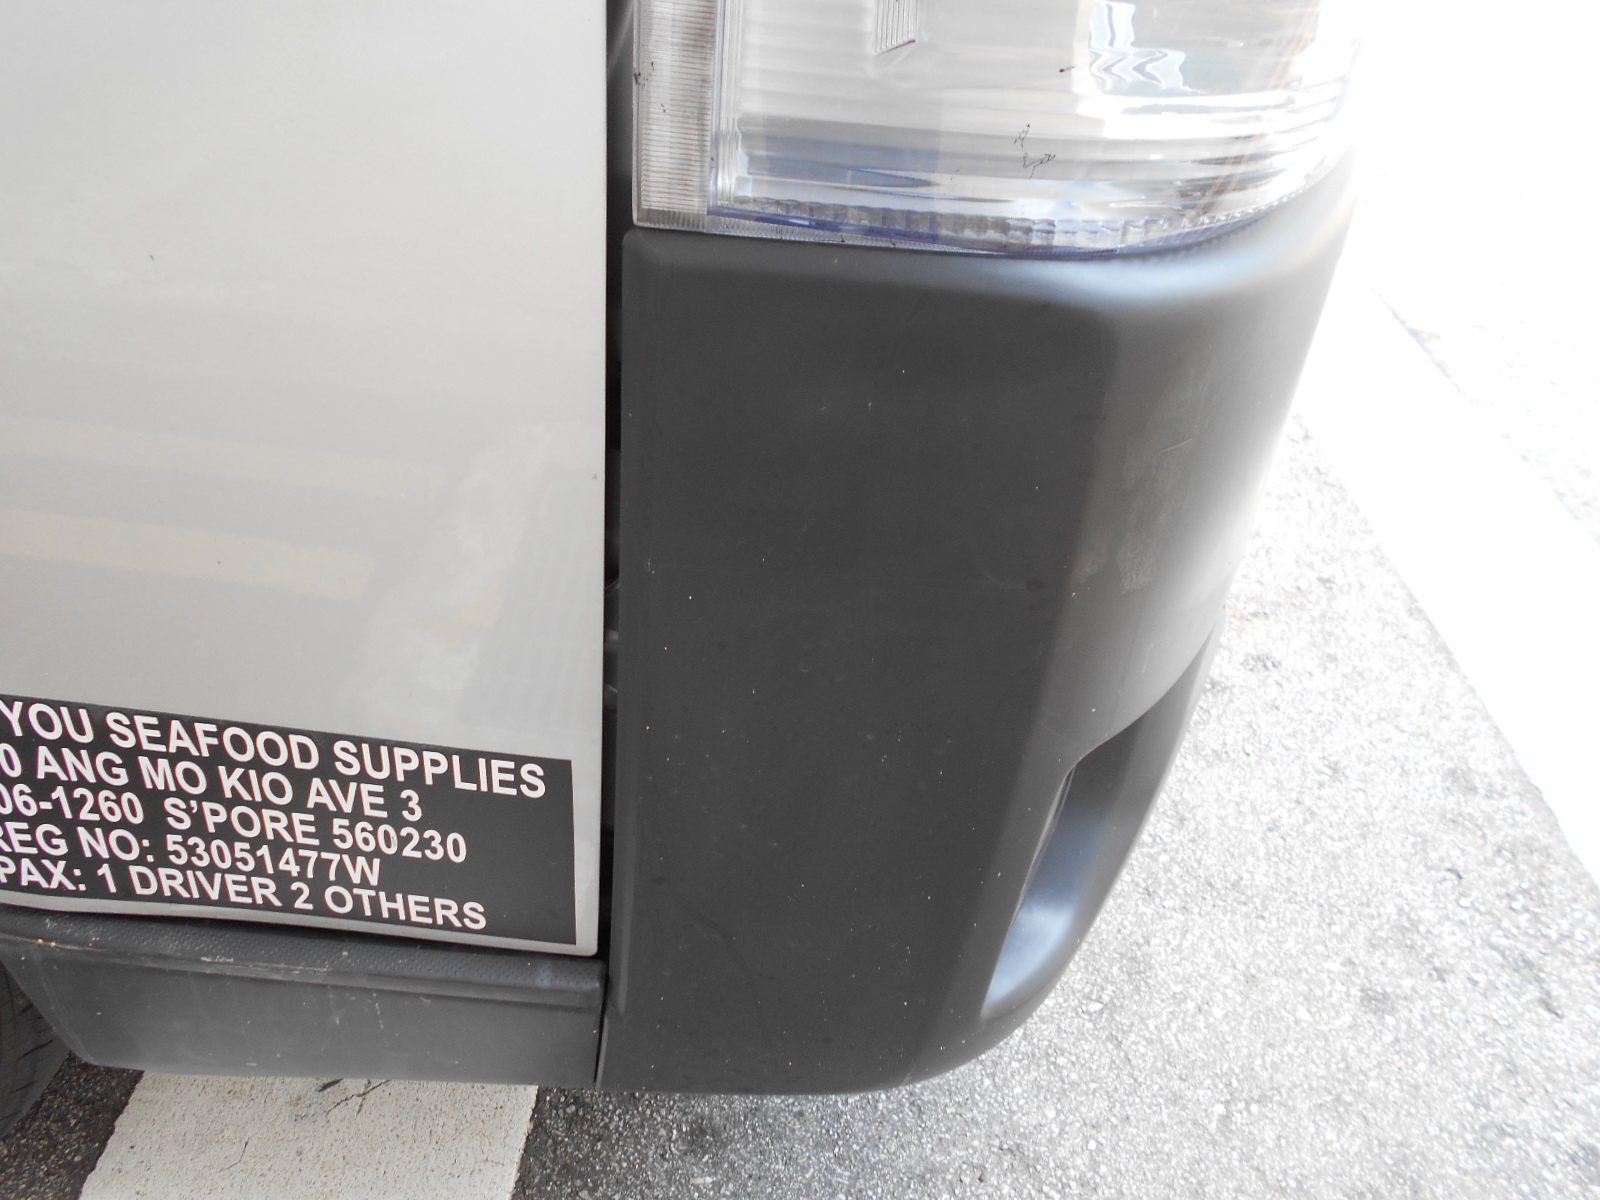 YOU SEAFOOD SUPPLIES
0 ANG MO KIO AVE 3
06-1260 S'PORE 560230
REG NO: 53051477W
PAX: 1 DRIVER 2 OTHERS